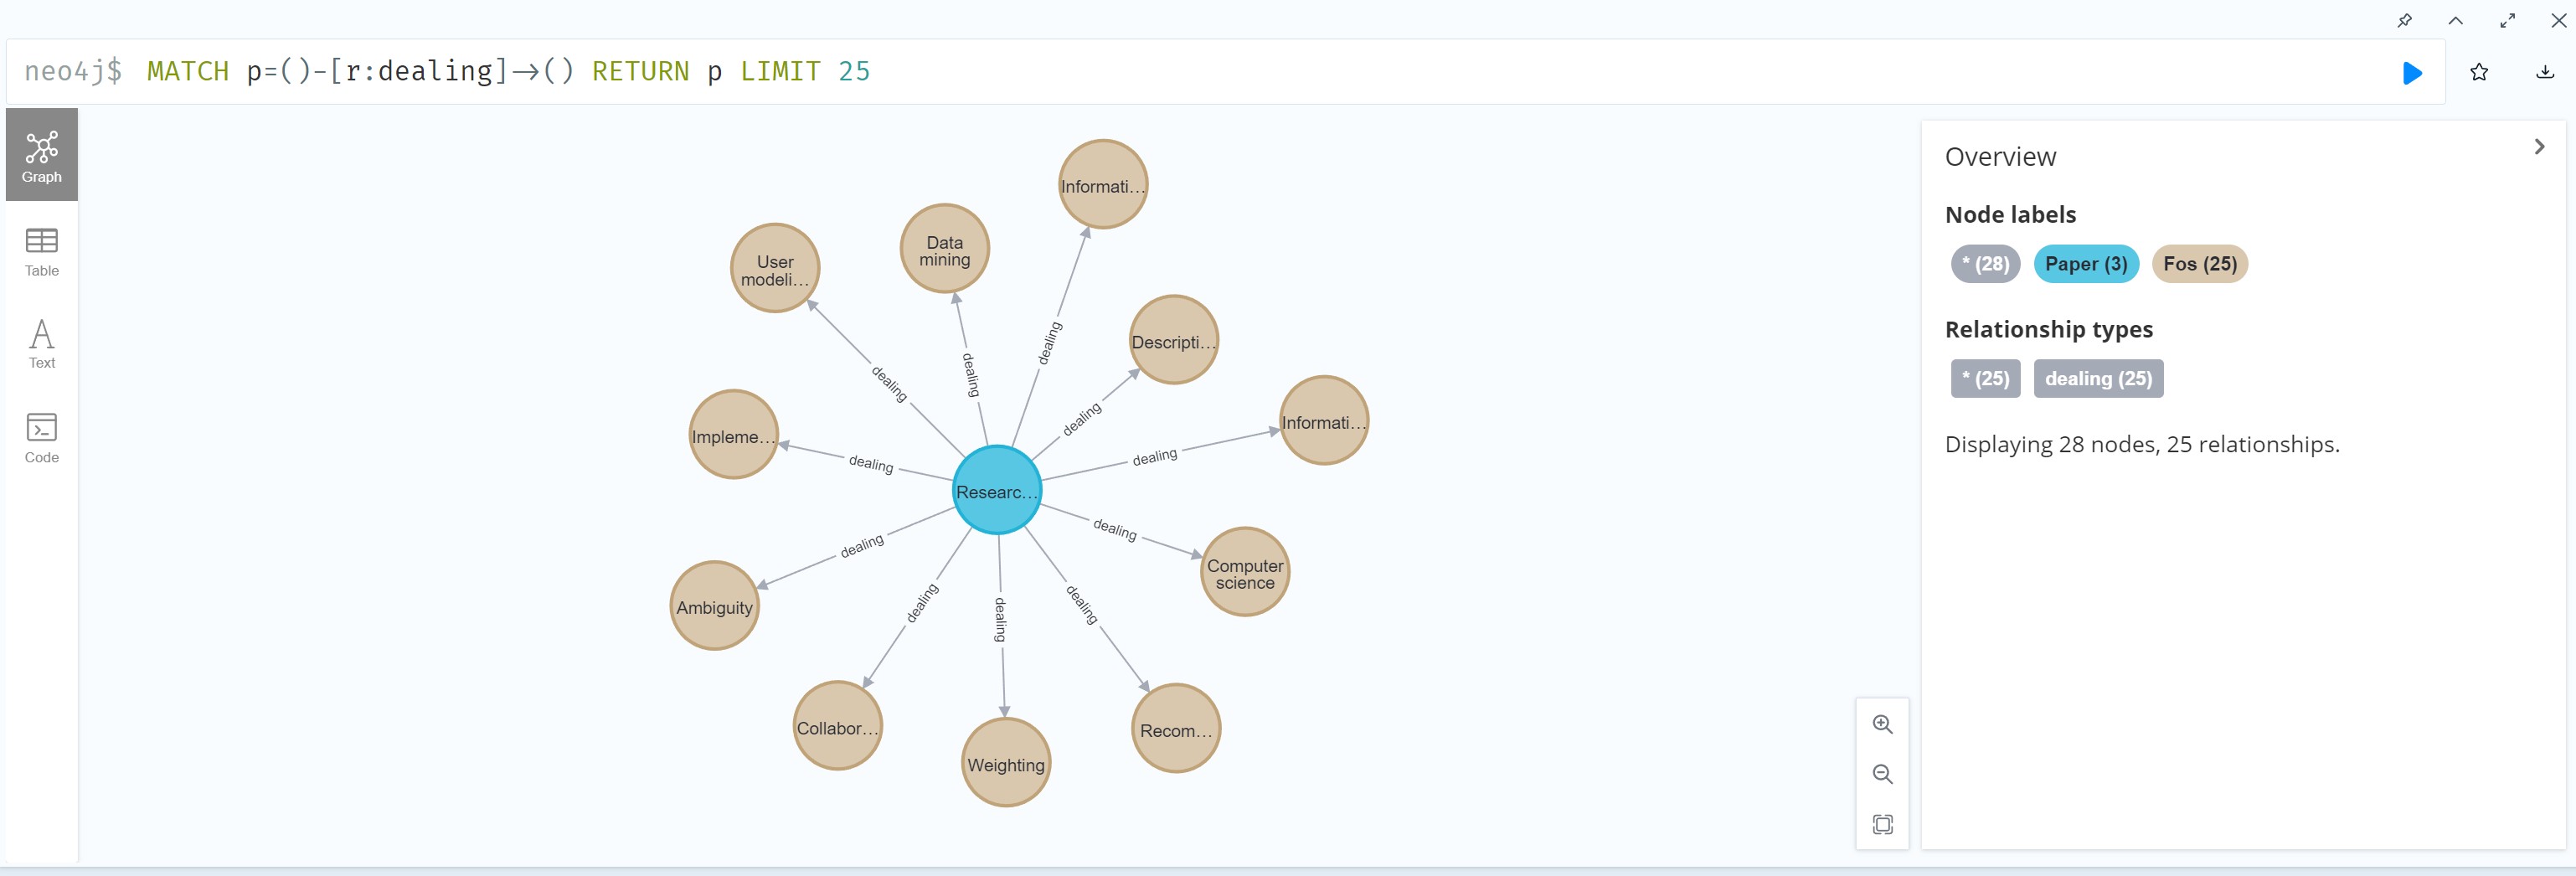 neo4j$ MATCH p=()-[r:dealing]->() RETURN p LIMIT 25
Graph
Table
Text
Code
Informati...
Data
mining
User
modeli...
dealing
dealing
dealing
Descripti...
dealing
Informati...
Impleme...
dealing
dealing
Researc...
dealing
dealing
Computer
science
Ambiguity
dealing
dealing
dealing
Collabor...
Weighting
Recom...
Overview
Node labels
* (28) Paper (3) Fos (25)
Relationship types
* (25) dealing (25)
Displaying 28 nodes, 25 relationships.